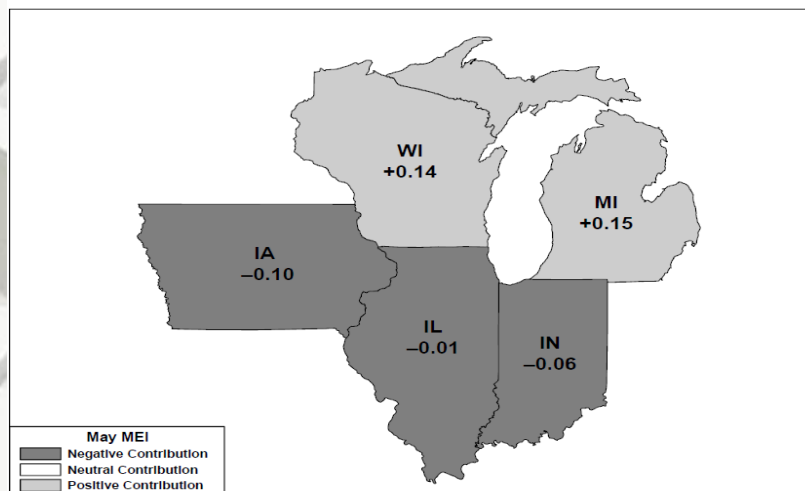 WI
+0.14
MI
+0.15
IA
–0.10
IL
–0.01
IN
–0.06
May MEI
Negative Contribution
Neutral Contribution
Positive Contribution